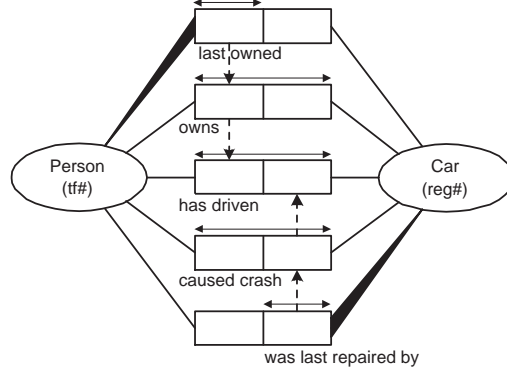 last owned
owns
Person
(tf#)
Car
(reg#)
has driven
caused crash
was last repaired by